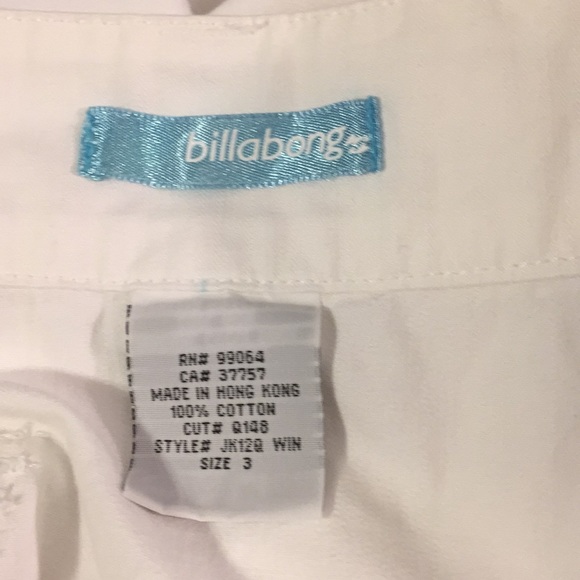 billabong
RN# 99064
CA# 37757
MADE IN HONG KONG
100% COTTON
CUT# Q148
STYLE# JK12Q WIN
SIZE 3